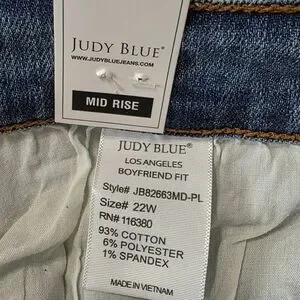 JUDY BLUE®
WWW.JUDYBLUEJEANS.COM
MID RISE
JUDY BLUE®
LOS ANGELES
BOYFRIEND FIT
Style# JB82663MD-PL
Size# 22W
RN# 116380
93% COTTON
6% POLYESTER
1% SPANDEX
MADE IN VIETNAM